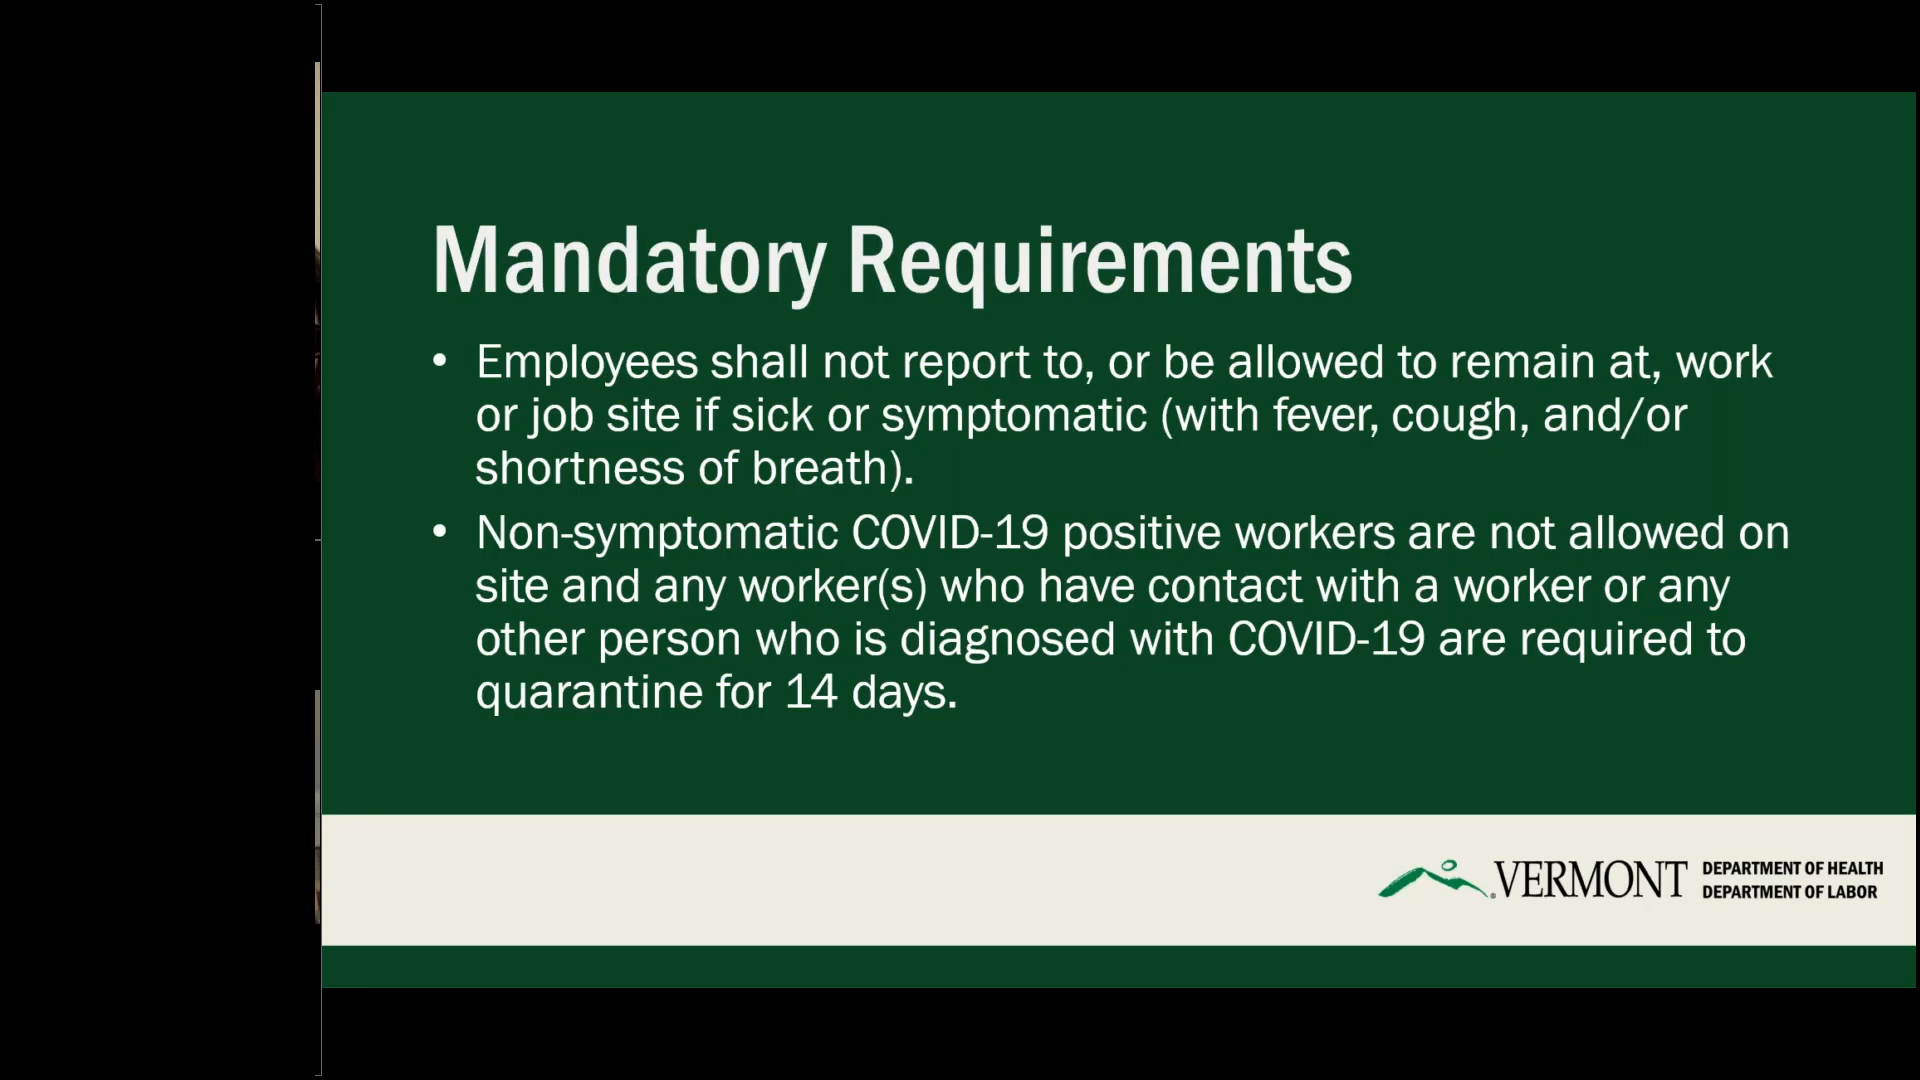 Mandatory Requirements
• Employees shall not report to, or be allowed to remain at, work
or job site if sick or symptomatic (with fever, cough, and/or
shortness of breath).
• Non-symptomatic COVID-19 positive workers are not allowed on
site and any worker(s) who have contact with a worker or any
other person who is diagnosed with COVID-19 are required to
quarantine for 14 days.
VERMONT
DEPARTMENT OF HEALTH
DEPARTMENT OF LABOR